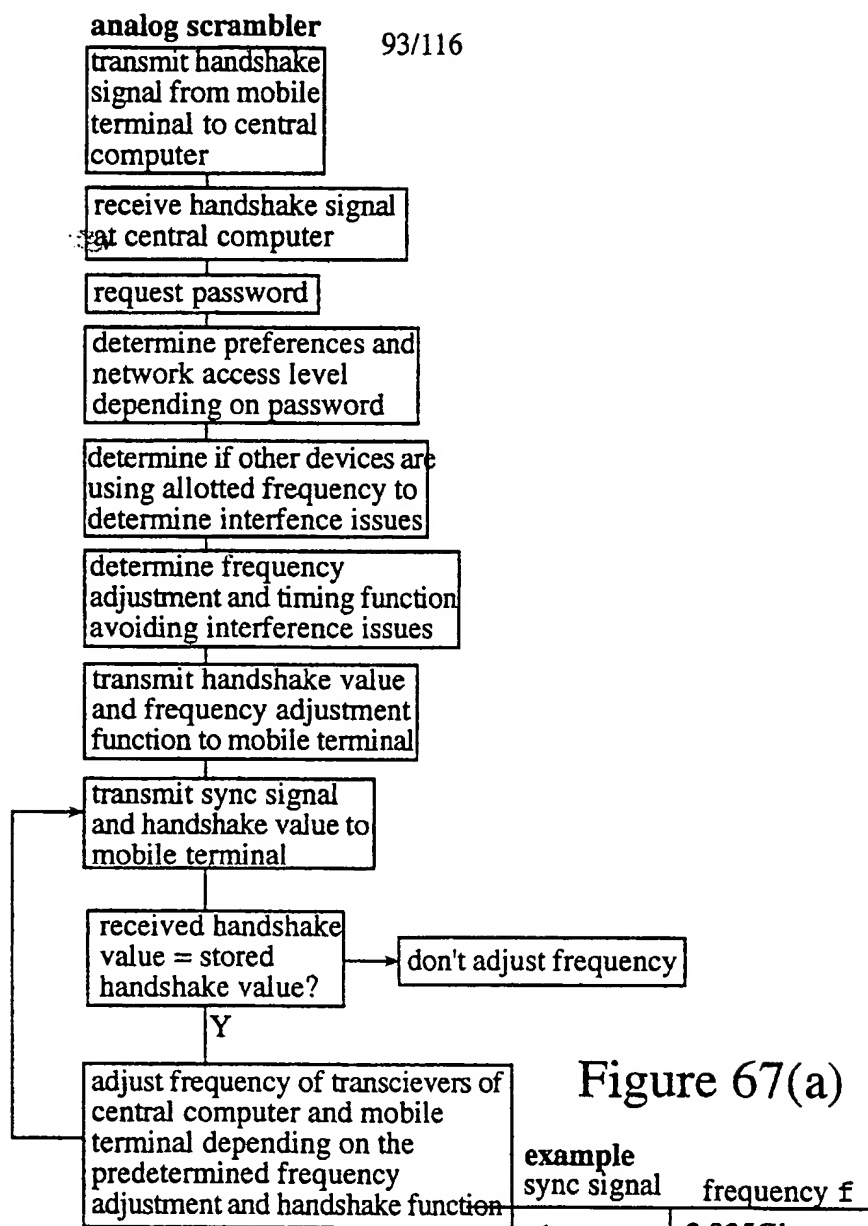 analog scrambler
93/116
transmit handshake
signal from mobile
terminal to central
computer
receive handshake signal
at central computer
request password
determine preferences and
network access level
depending on password
determine if other devices are
using allotted frequency to
determine interfence issues
determine frequency
adjustment and timing function
avoiding interference issues
transmit handshake value
and frequency adjustment
function to mobile terminal
transmit sync signal
and handshake value to
mobile terminal
received handshake
value = stored
handshake value?
don't adjust frequency
Y
Figure 67(a)
adjust frequency of transcievers of
central computer and mobile
terminal depending on the
predetermined frequency
adjustment and handshake function
example
sync signal
frequency f